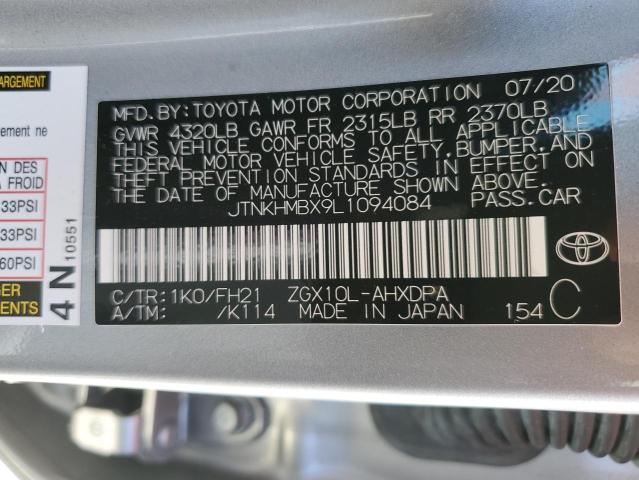 ARGEMENT
ement ne
N DES
A FROID
33PSI
33PSI
60PSI
GER
ENTS
4N
10551
MFD.BY:TOYOTA MOTOR CORPORATION 07/20
GVWR 4320LB GAWR FR 2315LB RR 2370LB
THIS VEHICLE CONFORMS TO ALL APPLICABLE
FEDERAL MOTOR VEHICLE SAFETY,BUMPER,AND
THEFT PREVENTION STANDARDS IN EFFECT ON
THE DATE OF MANUFACTURE SHOWN ABOVE.
JTNKHMBX9L1094084 PASS.CAR
TOYOTA
C/TR:1K0/FH21 ZGX10L-AHXDPA
A/TM: /K114 MADE IN JAPAN 154 C